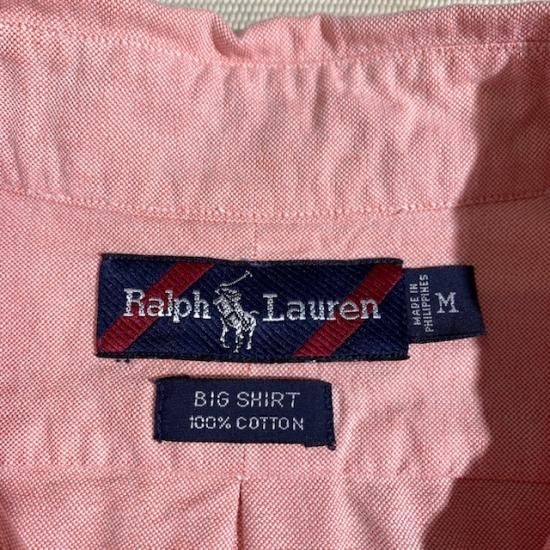 Ralph Lauren
MADE IN
PHILIPPINES
M
BIG SHIRT
100% COTTON